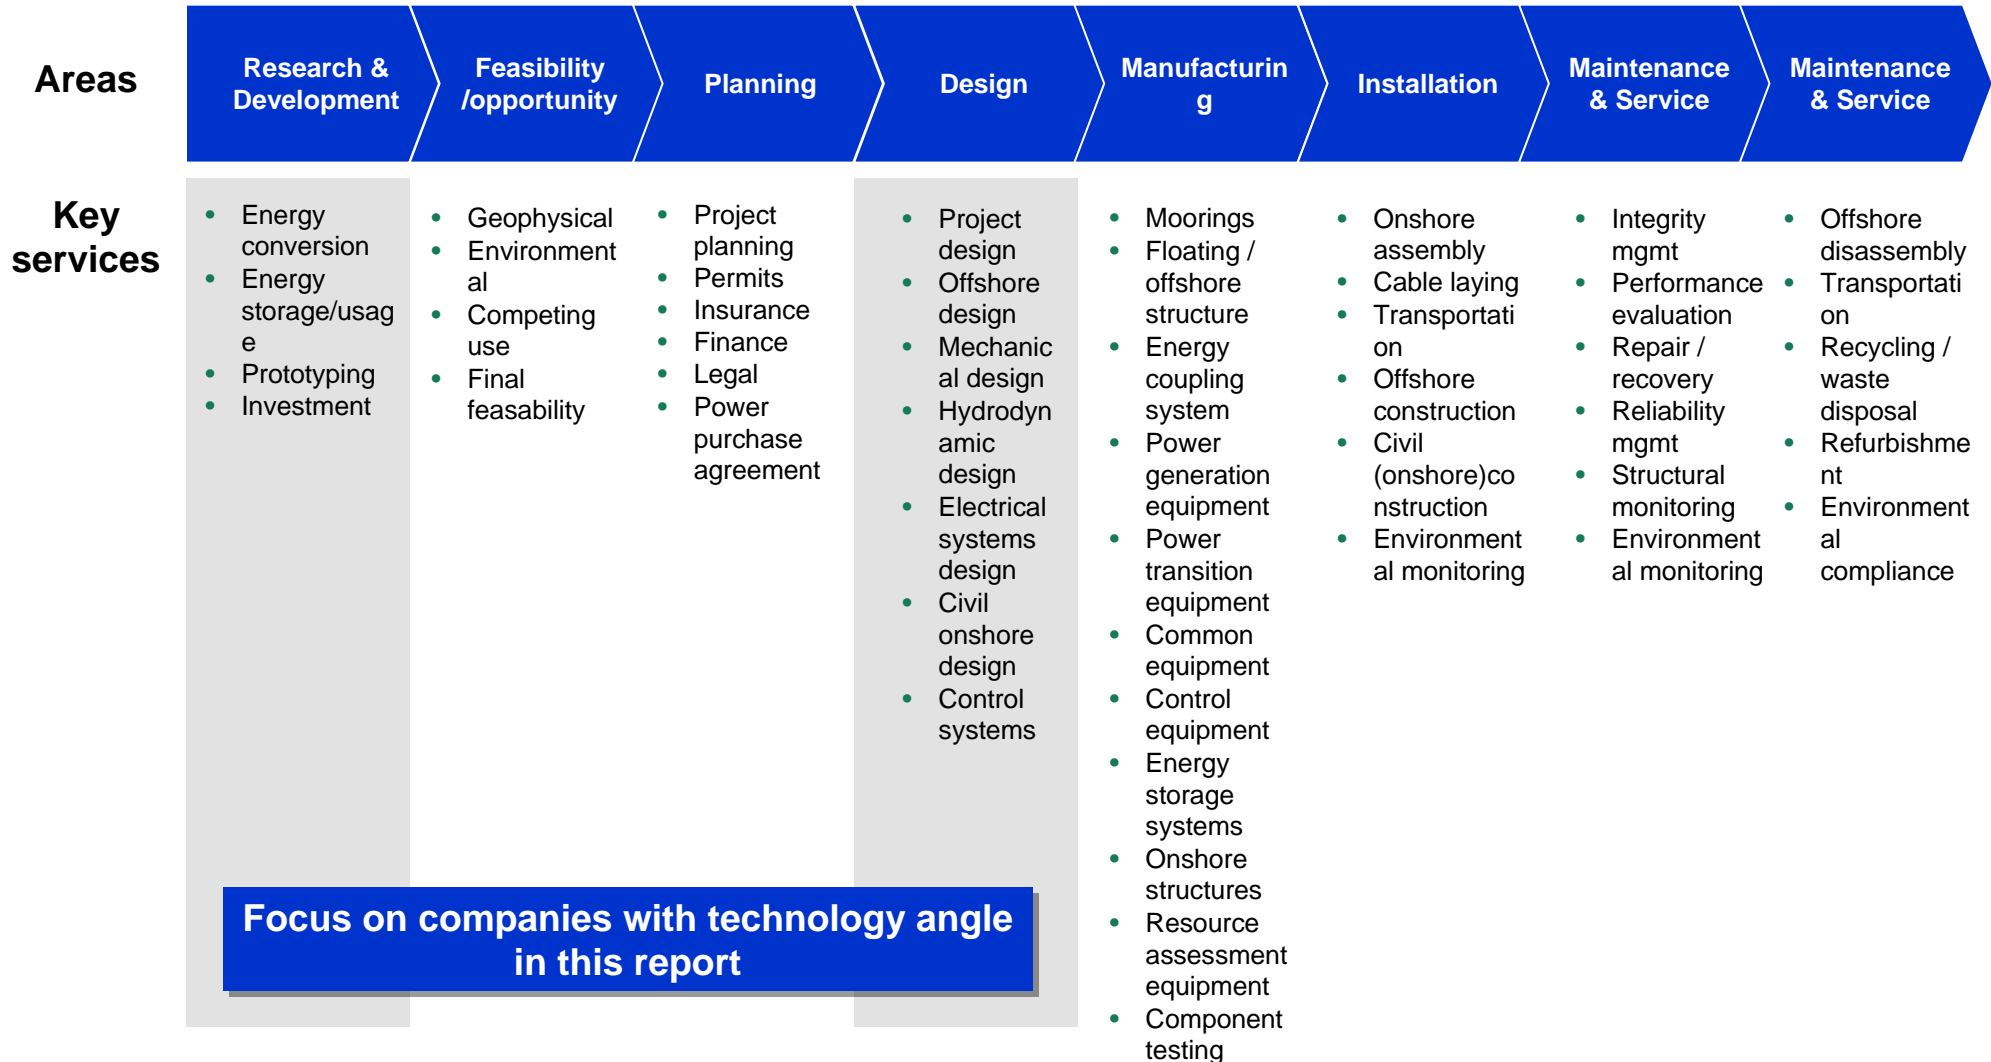 Areas
Research &
Development
Feasibility
/opportunity
Planning
Design
Manufacturin
g
Installation
Maintenance
& Service
Maintenance
& Service
Key
services
• Energy
conversion
• Energy
storage/usag
e
• Prototyping
• Investment
• Geophysical
• Environment
al
• Competing
use
• Final
feasability
• Project
planning
• Permits
• Insurance
• Finance
• Legal
• Power
purchase
agreement
• Project
design
• Offshore
design
• Mechanic
al design
• Hydrodyn
amic
design
• Electrical
systems
design
• Civil
onshore
design
• Control
systems
• Moorings
• Floating /
offshore
structure
• Energy
coupling
system
• Power
generation
equipment
• Power
transition
equipment
• Common
equipment
• Control
equipment
• Energy
storage
systems
• Onshore
structures
• Resource
assessment
equipment
• Component
testing
• Onshore
assembly
• Cable laying
• Transportati
on
• Offshore
construction
• Civil
(onshore)co
nstruction
• Environment
al monitoring
• Integrity
mgmt
• Performance
evaluation
• Repair /
recovery
• Reliability
mgmt
• Structural
monitoring
• Environment
al monitoring
• Offshore
disassembly
• Transportati
on
• Recycling /
waste
disposal
• Refurbishme
nt
• Environment
al
compliance
Focus on companies with technology angle
in this report